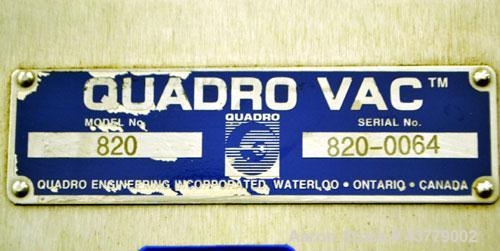 QUADRO VAC™
MODEL No.
QUADRO
SERIAL No.
820
820-0064
QUADRO ENGINEERING INCORPORATED WATERLOO • ONTARIO • CANADA